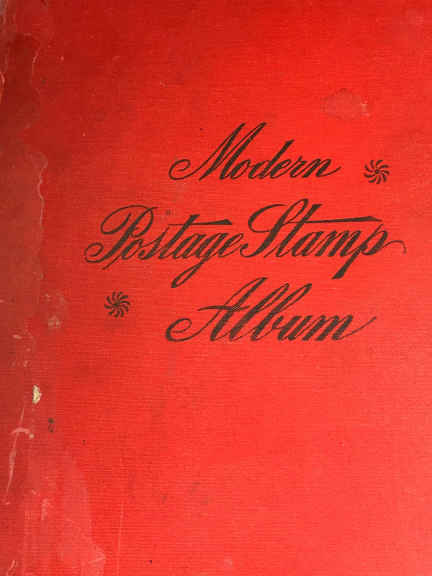 Modern
Postage Stamp
Album